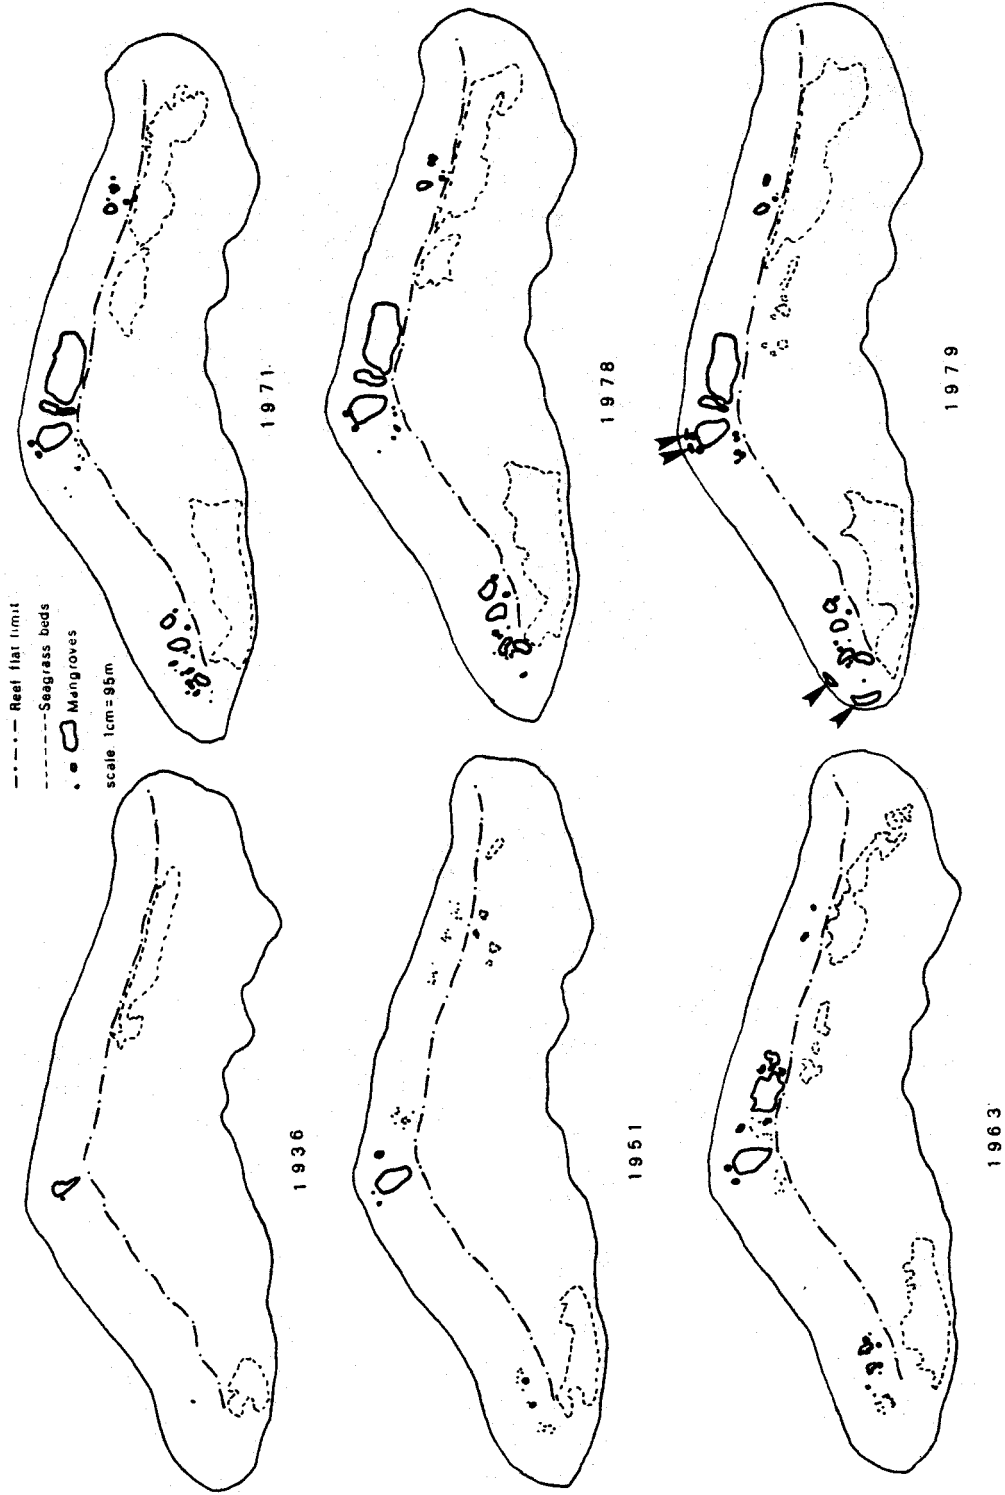 Reef flat limit
Seagrass beds
Mangroves
scale 1cm=95m
1936
1951
1963
1971
1978
1979